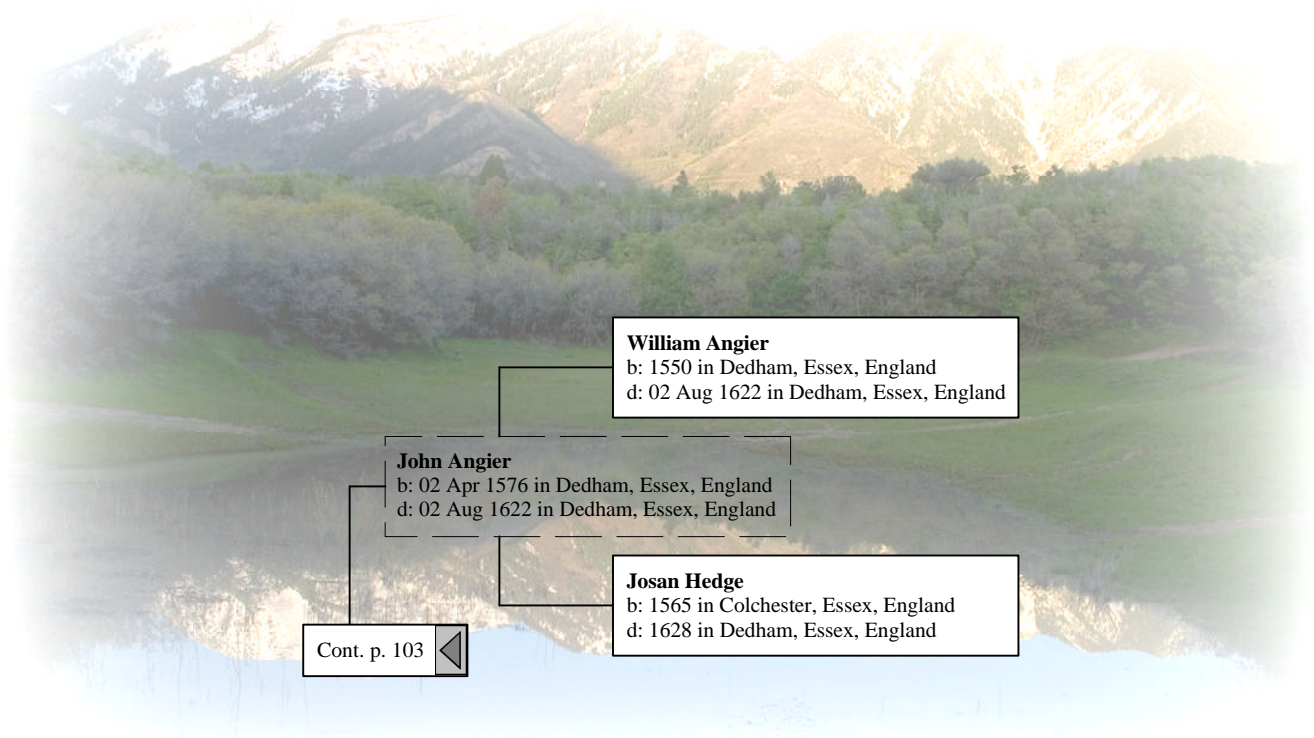 William Angier
b: 1550 in Dedham, Essex, England
d: 02 Aug 1622 in Dedham, Essex, England
John Angier
b: 02 Apr 1576 in Dedham, Essex, England
d: 02 Aug 1622 in Dedham, Essex, England
Josan Hedge
b: 1565 in Colchester, Essex, England
d: 1628 in Dedham, Essex, England
Cont. p. 103